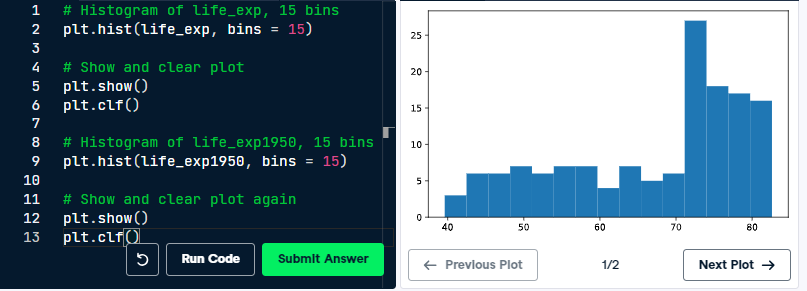 1 # Histogram of life_exp, 15 bins
2 plt.hist(life_exp, bins = 15)
3
4 # Show and clear plot
5 plt.show()
6 plt.clf()
7
8 # Histogram of life_exp1950, 15 bins
9 plt.hist(life_exp1950, bins = 15)
10
11 # Show and clear plot again
12 plt.show()
13 plt.clf()
Run Code
Submit Answer
25
20
15
10
5
0
40 50 60 70 80
Previous Plot
1/2
Next Plot